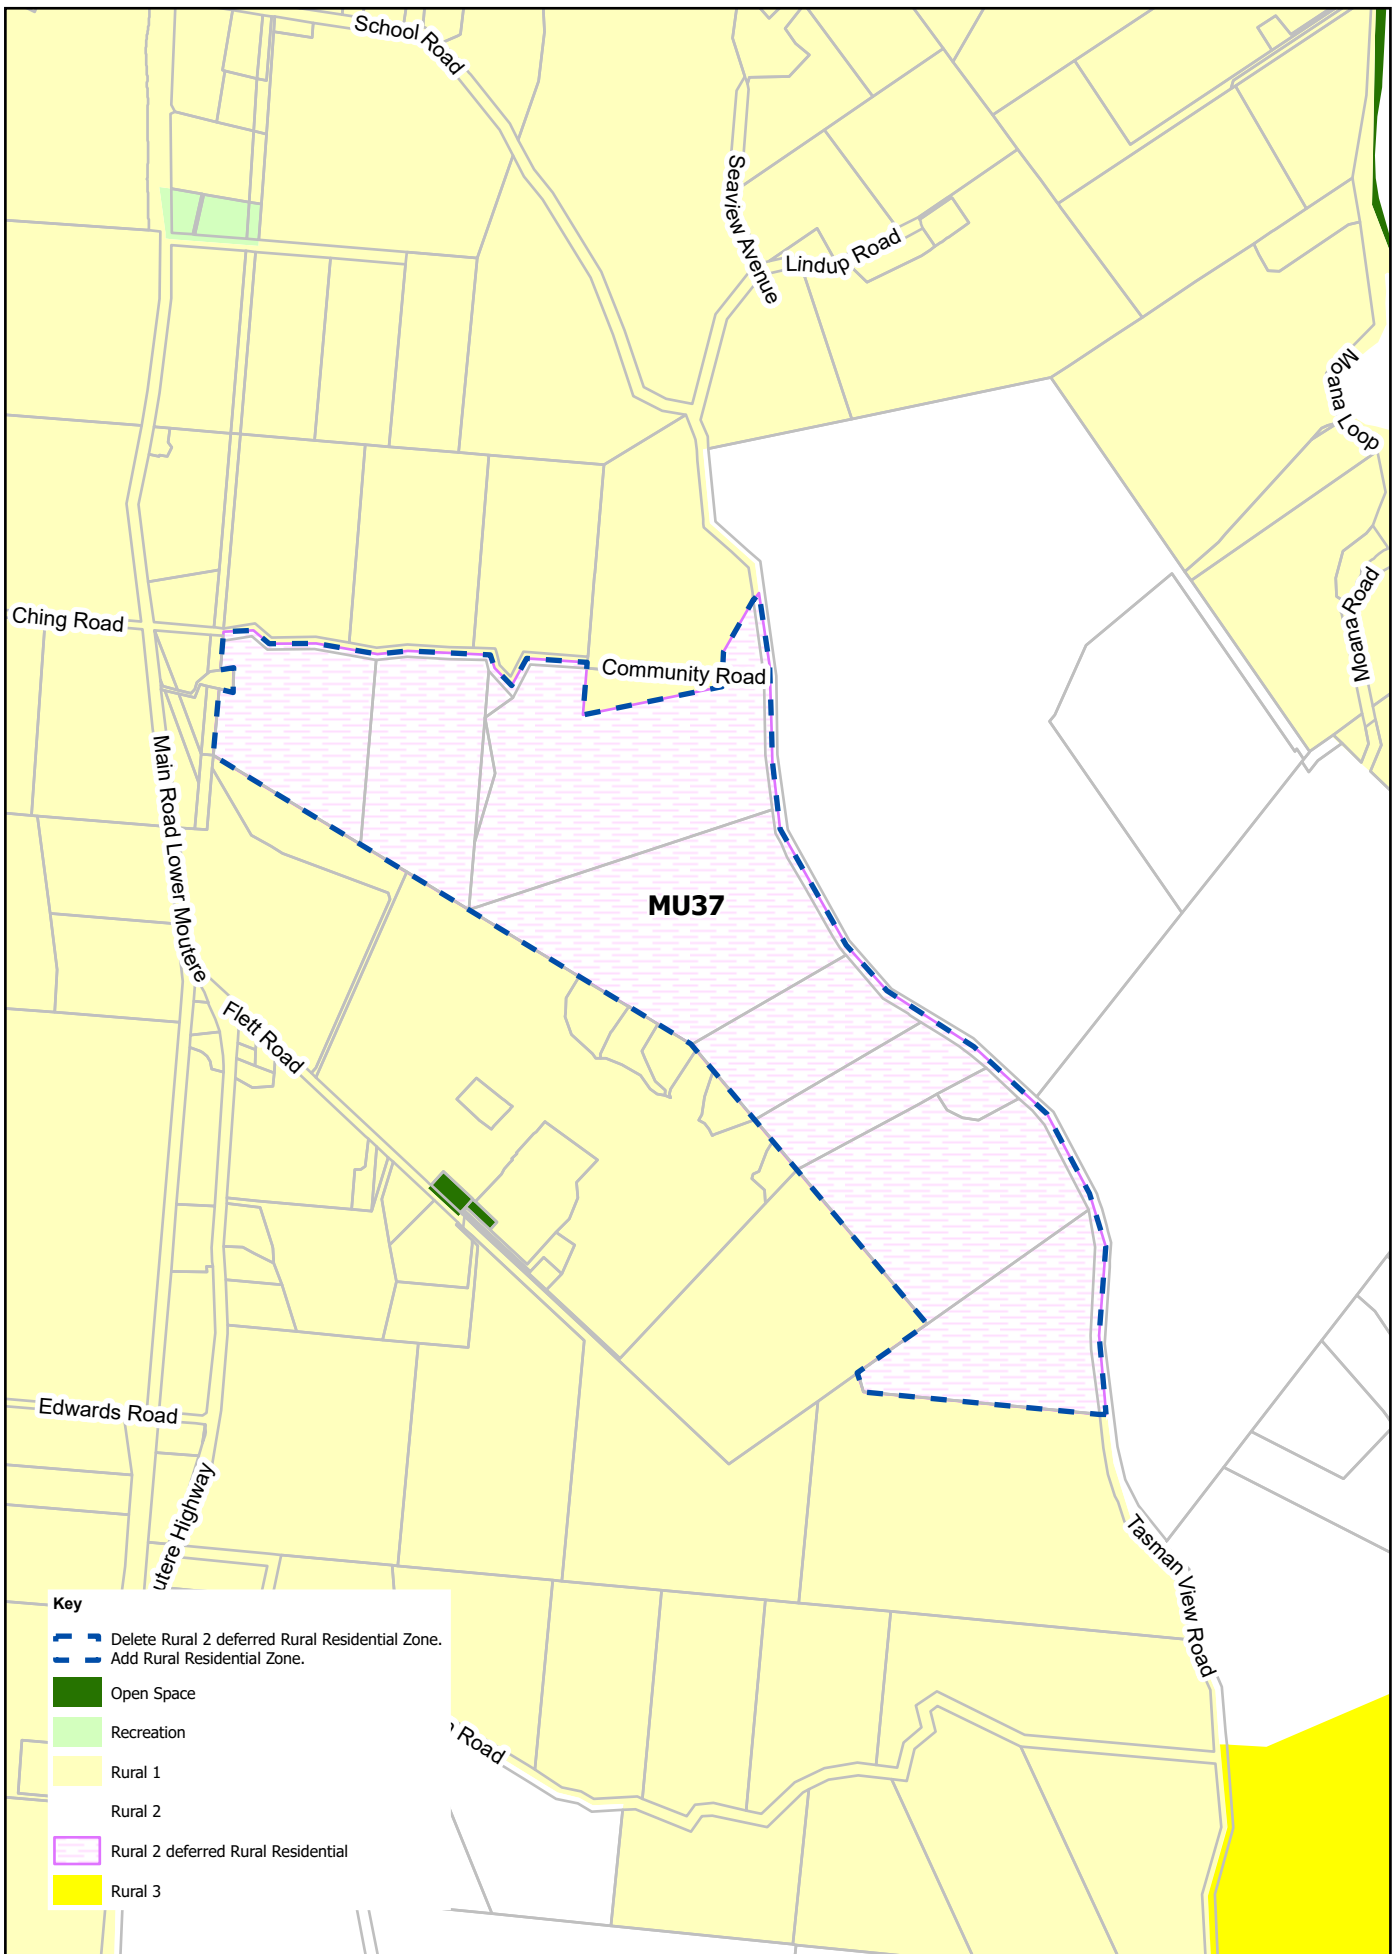 School Road
Seaview Avenue
Lindup Road
Moana Loop
Moana Road
Ching Road
Community Road
Main Road Lower Moutere
MU37
Flett Road
Edwards Road
utere Highway
Tasman View Road
Road
Key
Delete Rural 2 deferred Rural Residential Zone.
Add Rural Residential Zone.
Open Space
Recreation
Rural 1
Rural 2
Rural 2 deferred Rural Residential
Rural 3